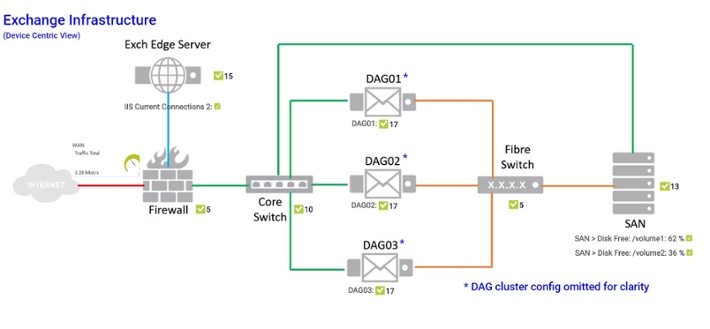 Exchange Infrastructure
(Device Centric View)
Exch Edge Server
15
IIS Current Connections 2:
WAN
Traffic Total
3.28 Mbit/s
INTERNET
Firewall
5
Core
Switch
10
DAG01 *
DAG01: 17
DAG02 *
DAG02: 17
DAG03 *
DAG03: 17
Fibre
Switch
X.X.X.X
5
13
SAN
SAN > Disk Free: /volume1: 62 %
SAN > Disk Free: /volume2: 36 %
* DAG cluster config omitted for clarity